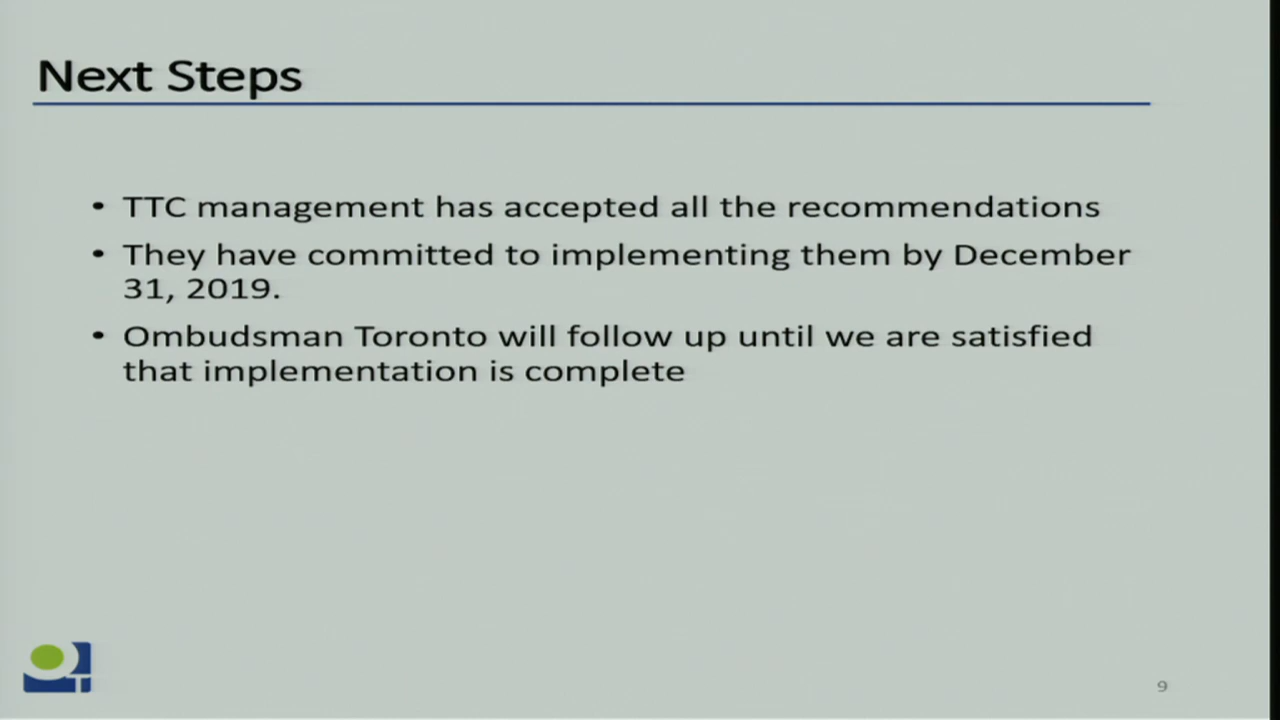 Next Steps
• TTC management has accepted all the recommendations
• They have committed to implementing them by December
31, 2019.
• Ombudsman Toronto will follow up until we are satisfied
that implementation is complete
9